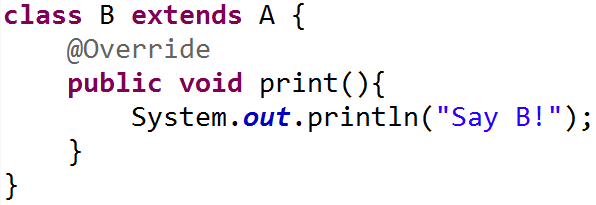 class B extends A {
    @Override
    public void print(){
        System.out.println("Say B!");
    }
}